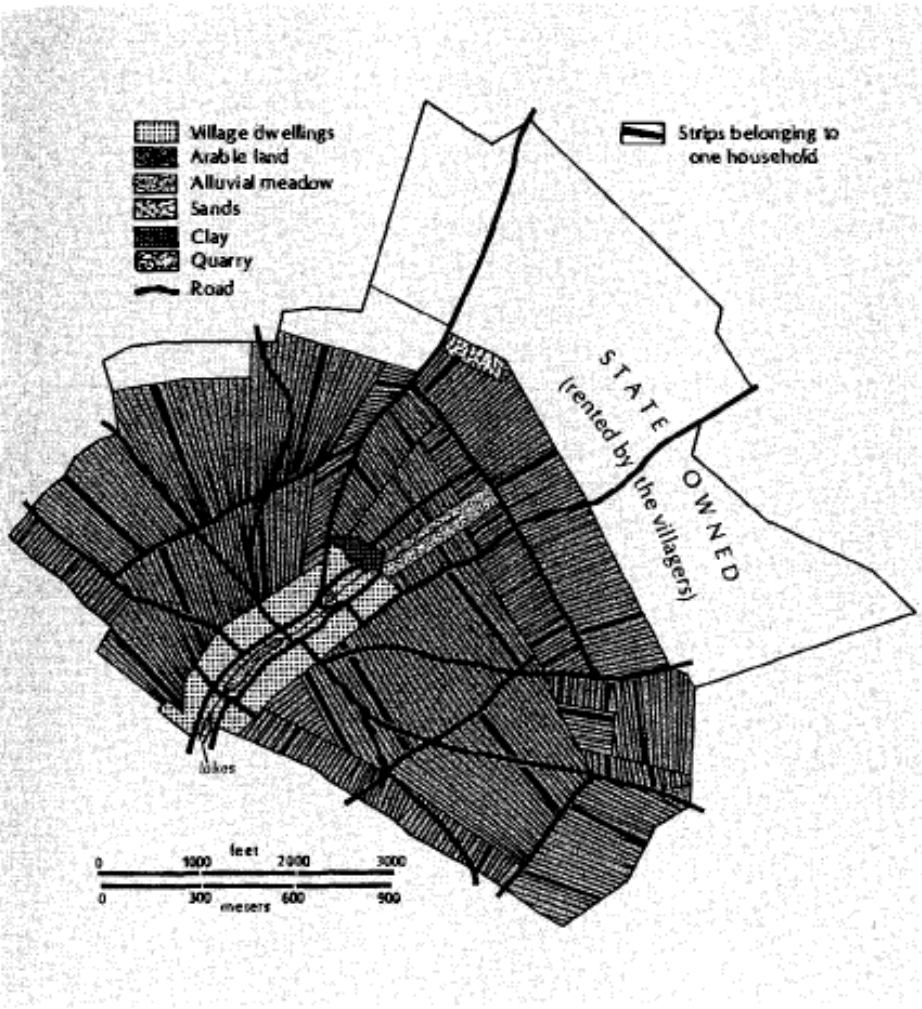 Village dwellings
Arable land
Alluvial meadow
Sands
Clay
Quarry
Road
Strips belonging to
one household
STATE
OWNED
(rented by the villagers)
lakes
feet
0 1000 2000 3000
0 300 600 900
meters